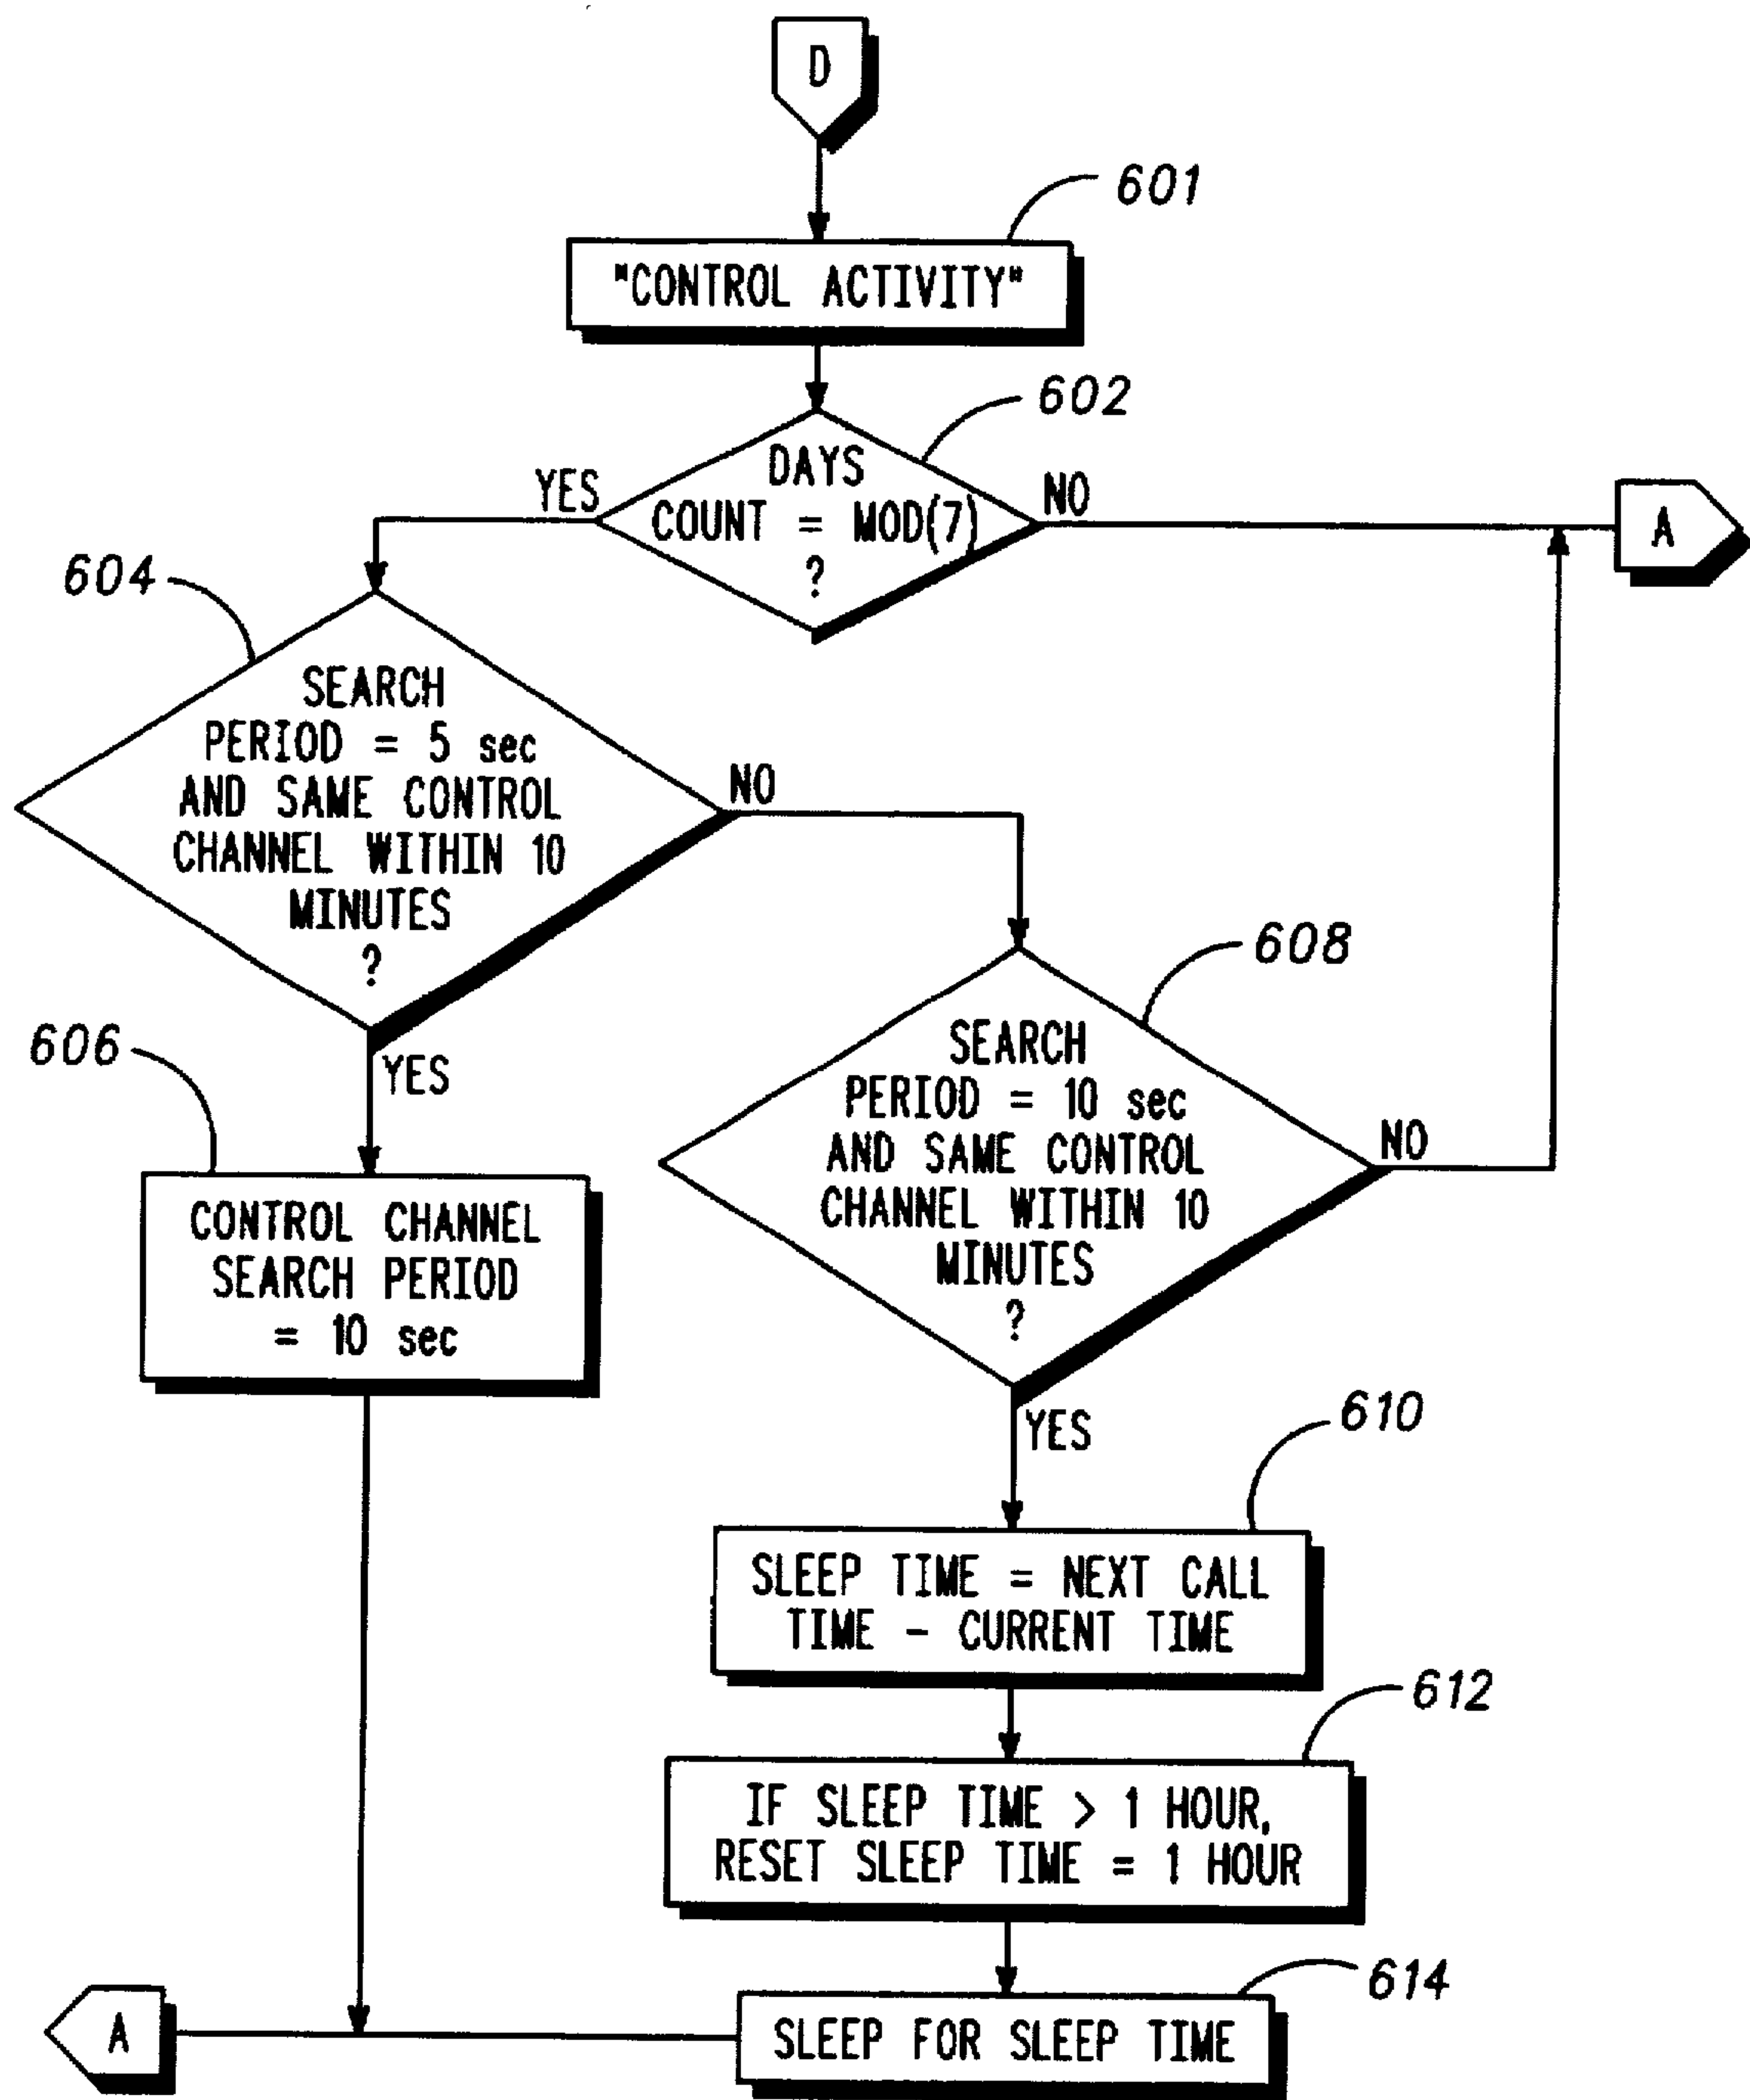 D
601
"CONTROL ACTIVITY"
602
DAYS
COUNT = MOD(7)
?
YES
NO
A
604
SEARCH
PERIOD = 5 sec
AND SAME CONTROL
CHANNEL WITHIN 10
MINUTES
?
NO
YES
606
CONTROL CHANNEL
SEARCH PERIOD
= 10 sec
608
SEARCH
PERIOD = 10 sec
AND SAME CONTROL
CHANNEL WITHIN 10
MINUTES
?
NO
YES
610
SLEEP TIME = NEXT CALL
TIME - CURRENT TIME
612
IF SLEEP TIME > 1 HOUR,
RESET SLEEP TIME = 1 HOUR
614
SLEEP FOR SLEEP TIME
A